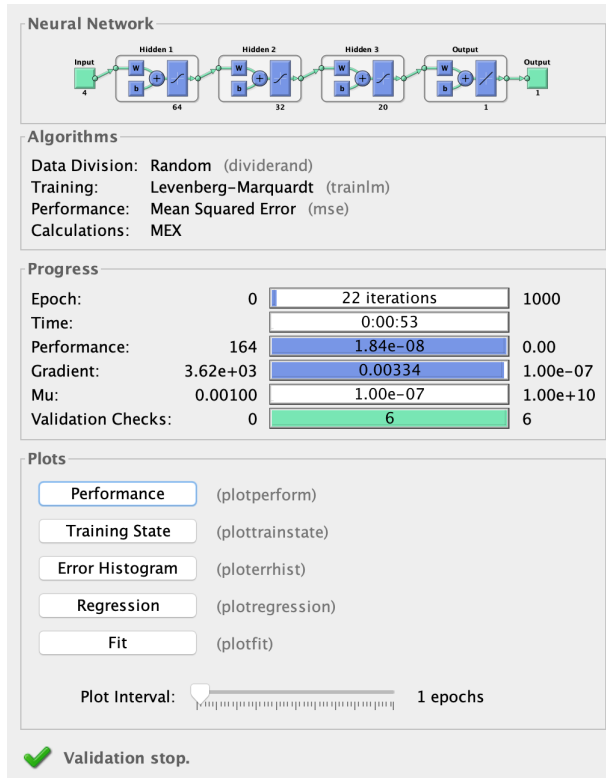 Neural Network
Hidden 1 Hidden 2 Hidden 3 Output
Input Output
W W W W
b b b b
4 64 32 20 1 1
Algorithms
Data Division: Random (dividerand)
Training: Levenberg-Marquardt (trainlm)
Performance: Mean Squared Error (mse)
Calculations: MEX
Progress
Epoch: 0 22 iterations 1000
Time: 0:00:53
Performance: 164 1.84e-08 0.00
Gradient: 3.62e+03 0.00334 1.00e-07
Mu: 0.00100 1.00e-07 1.00e+10
Validation Checks: 0 6 6
Plots
Performance (plotperform)
Training State (plottrainstate)
Error Histogram (ploterrhist)
Regression (plotregression)
Fit (plotfit)
Plot Interval: 1 epochs
Validation stop.